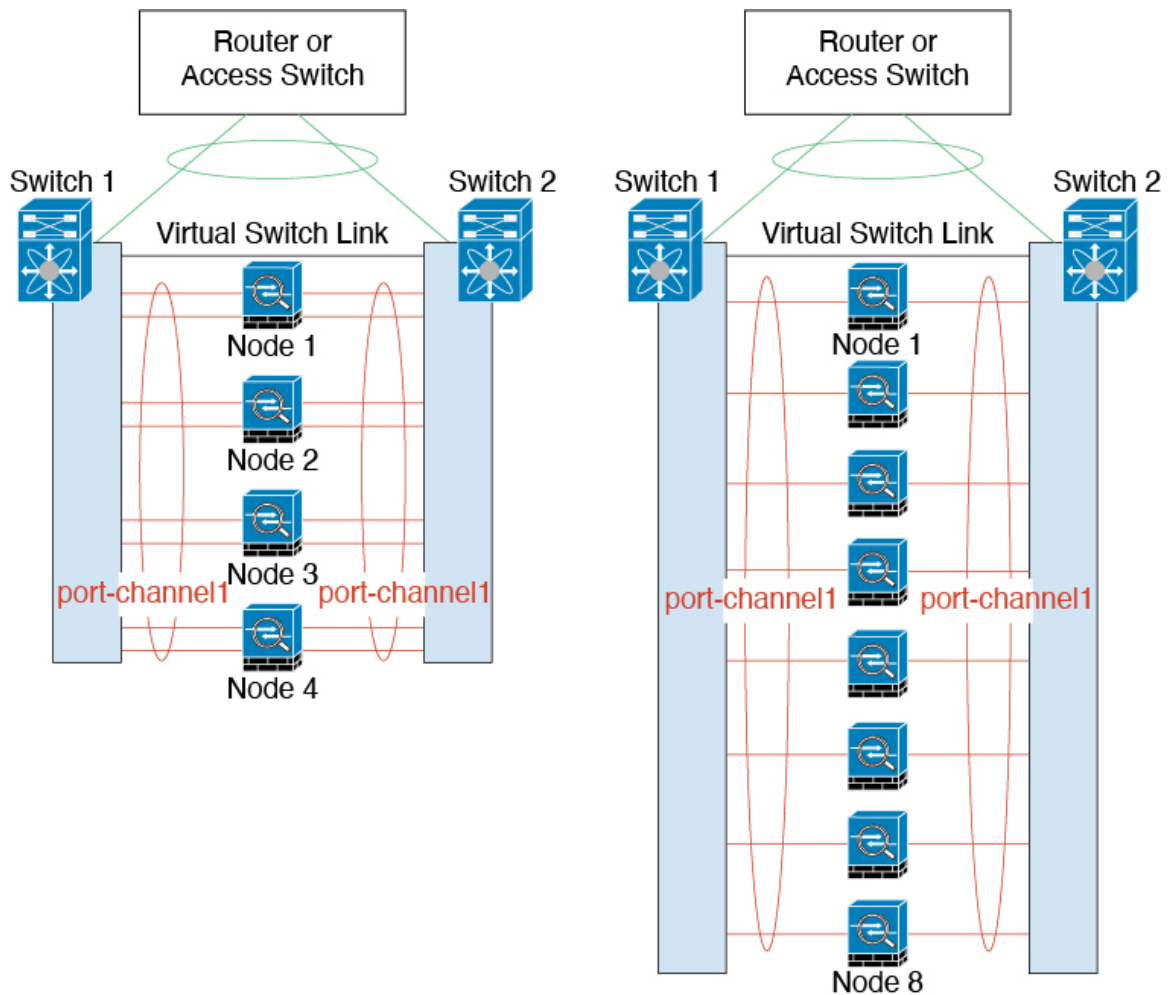 Router or
Access Switch
Switch 1
Switch 2
Virtual Switch Link
Node 1
Node 2
Node 3
port-channel1
port-channel1
Node 4
Router or
Access Switch
Switch 1
Switch 2
Virtual Switch Link
Node 1
port-channel1
port-channel1
Node 8